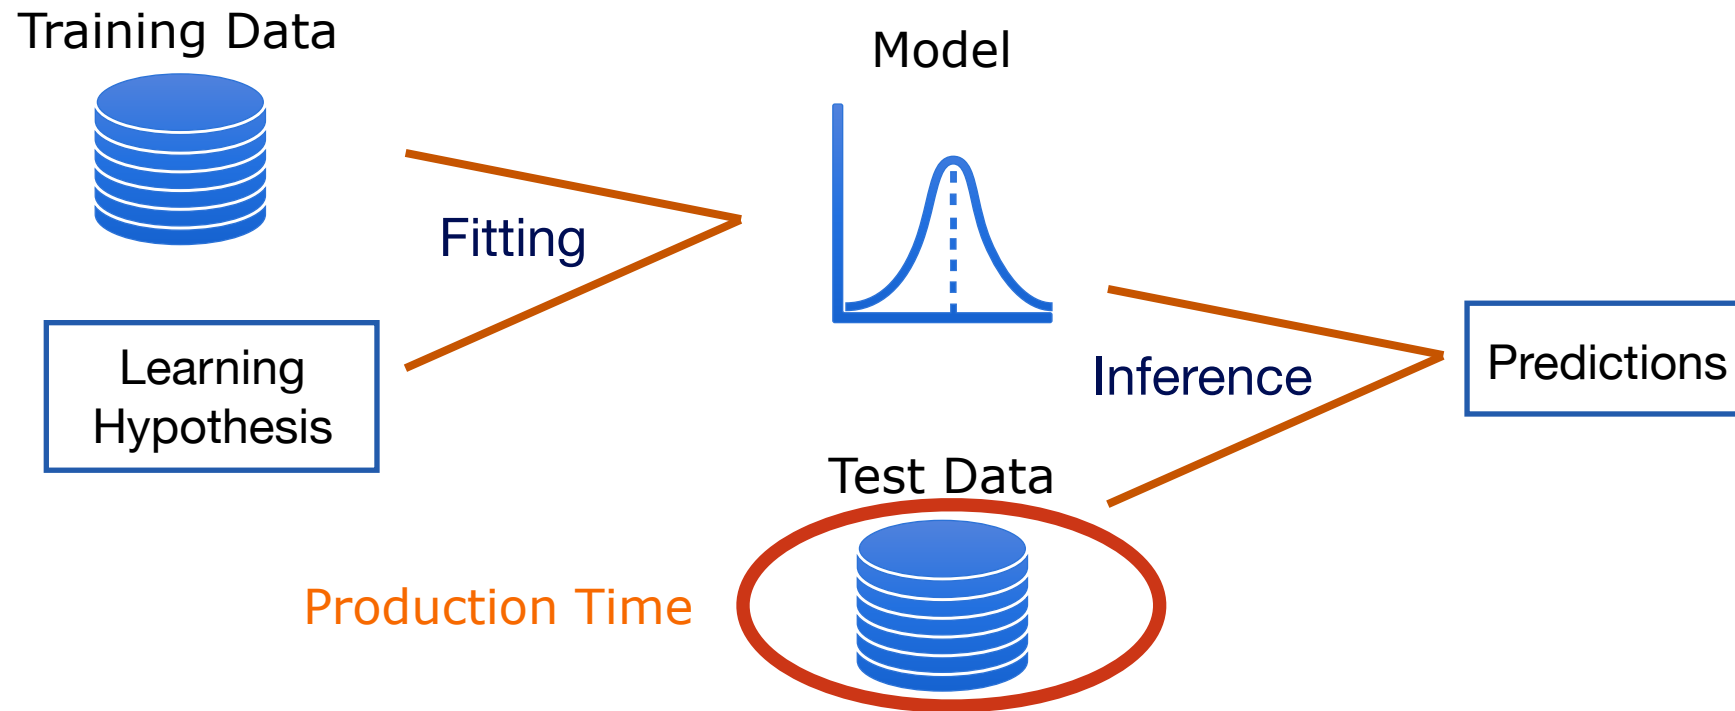 Training Data
Model
Fitting
Learning
Hypothesis
Inference
Predictions
Test Data
Production Time